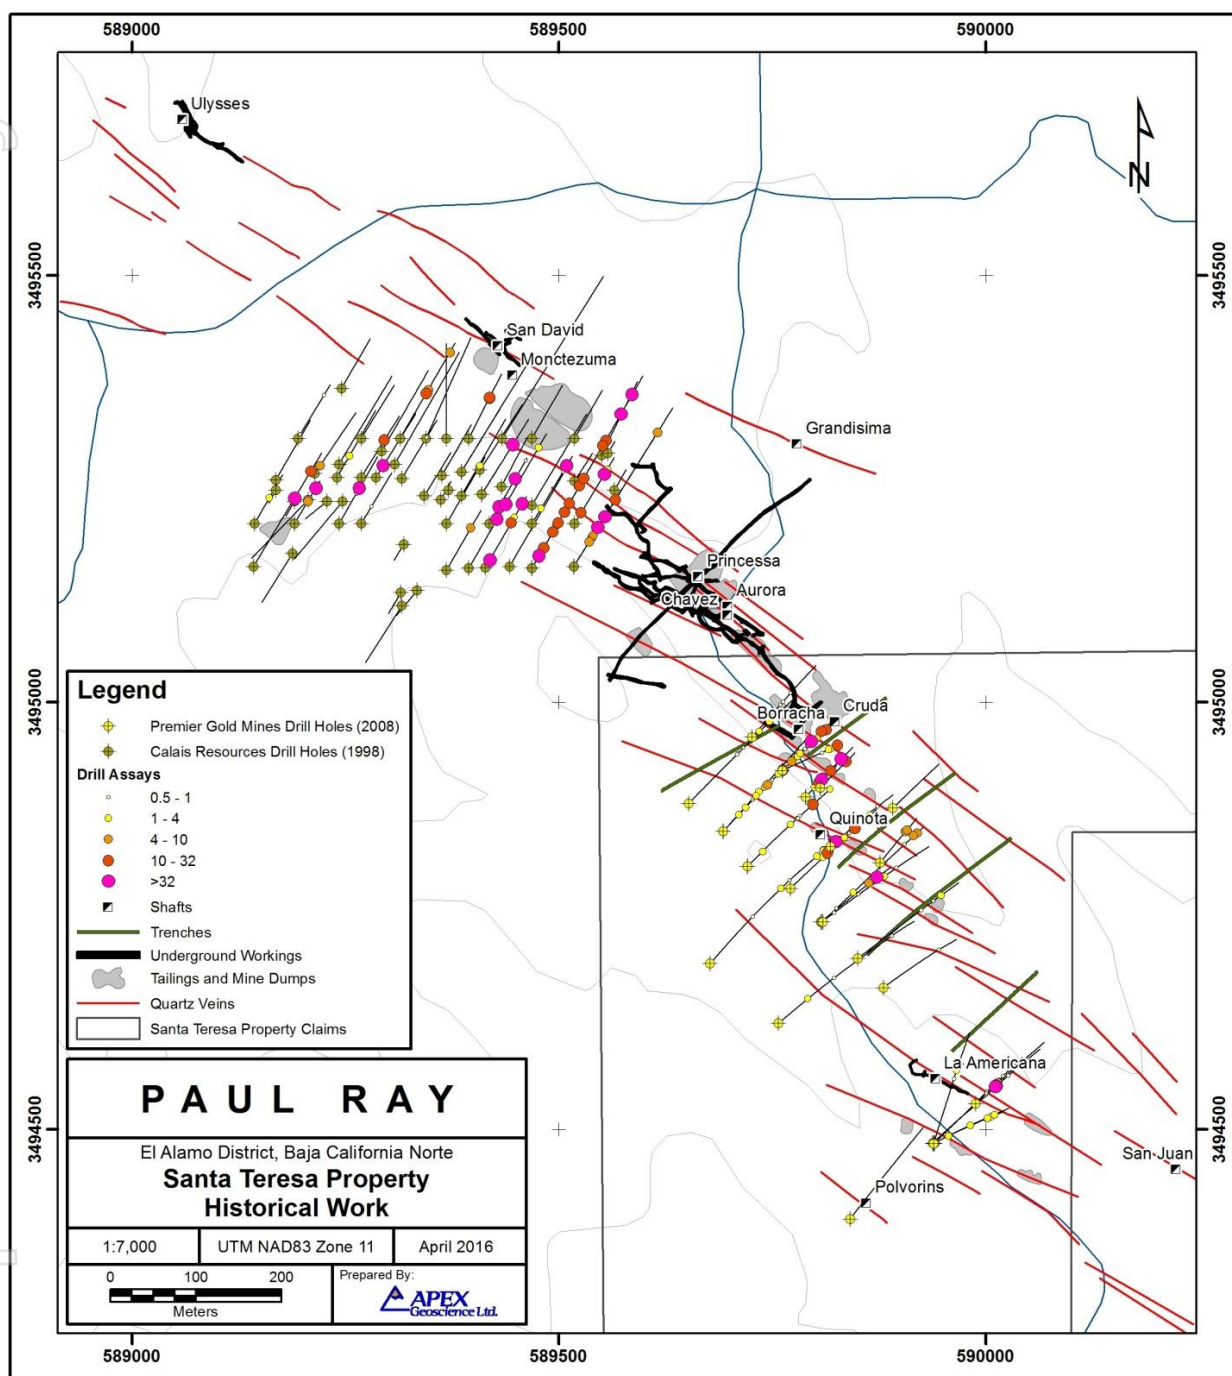 589000
589500
590000
Ulysses
N
3495500
3495500
San David
Monctezuma
Grandisima
Princessa
Aurora
Chavez
3495000
3495000
Borracha
Cruda
Quinota
Legend
Premier Gold Mines Drill Holes (2008)
Calais Resources Drill Holes (1998)
Drill Assays
0.5 - 1
1 - 4
4 - 10
10 - 32
>32
Shafts
Trenches
Underground Workings
Tailings and Mine Dumps
Quartz Veins
Santa Teresa Property Claims
La Americana
3494500
3494500
San Juan
Polvorins
PAUL RAY
El Alamo District, Baja California Norte
Santa Teresa Property
Historical Work
1:7,000
UTM NAD83 Zone 11
April 2016
0 100 200
Meters
Prepared By:
APEX
Geoscience Ltd.
589000
589500
590000